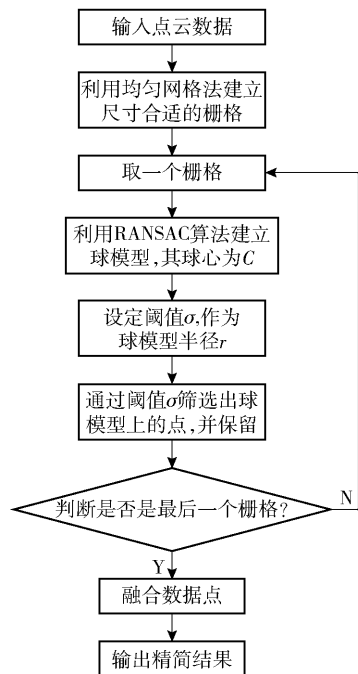 输入点云数据
利用均匀网格法建立
尺寸合适的栅格
取一个栅格
利用RANSAC算法建立
球模型,其球心为C
设定阈值σ,作为
球模型半径r
通过阈值σ筛选出球
模型上的点,并保留
判断是否是最后一个栅格?
N
Y
融合数据点
输出精简结果